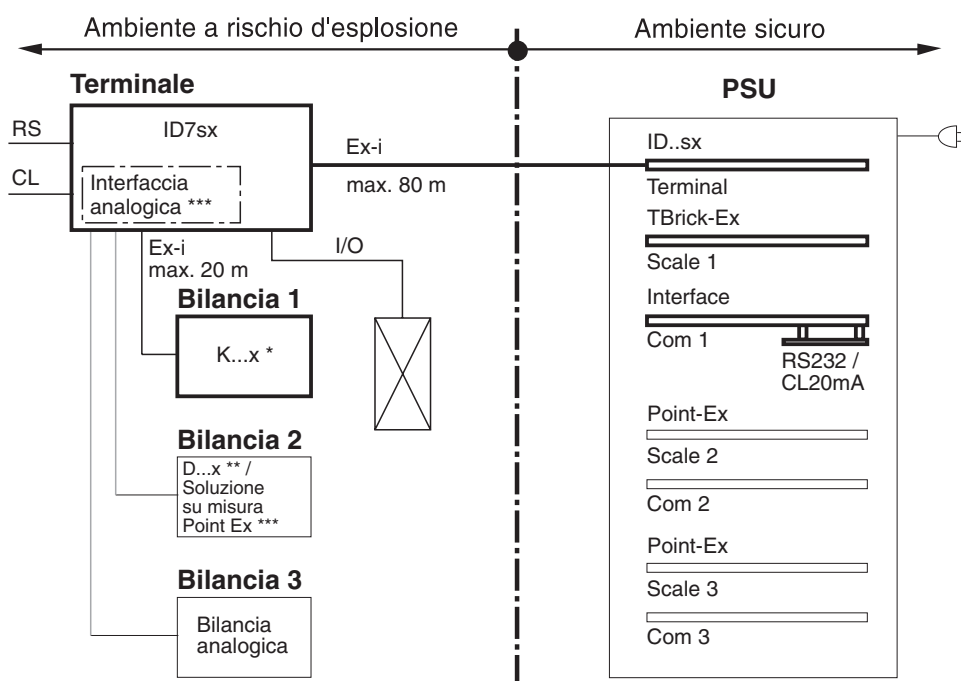 Ambiente a rischio d'esplosione
Ambiente sicuro
Terminale
PSU
RS
CL
ID7sx
Interfaccia
analogica ***
Ex-i
max. 80 m
Ex-i
max. 20 m
I/O
Bilancia 1
K...x *
Bilancia 2
D...x ** /
Soluzione
su misura
Point Ex ***
Bilancia 3
Bilancia
analogica
ID..sx
Terminal
TBrick-Ex
Scale 1
Interface
Com 1
RS232 /
CL20mA
Point-Ex
Scale 2
Com 2
Point-Ex
Scale 3
Com 3